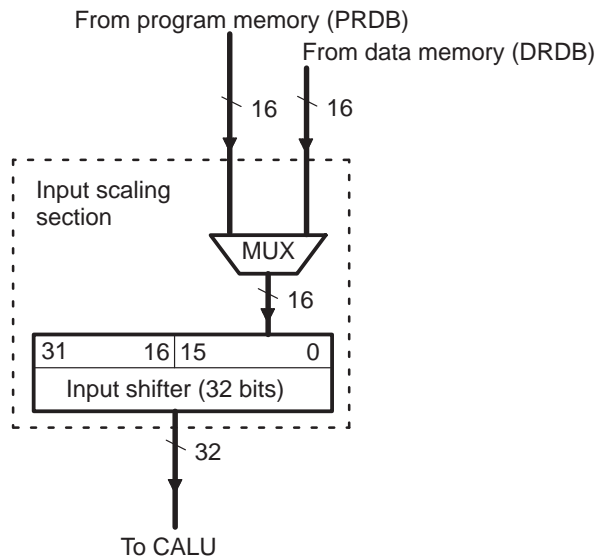 From program memory (PRDB)
From data memory (DRDB)
16
16
Input scaling
section
MUX
16
31 16 15 0
Input shifter (32 bits)
32
To CALU